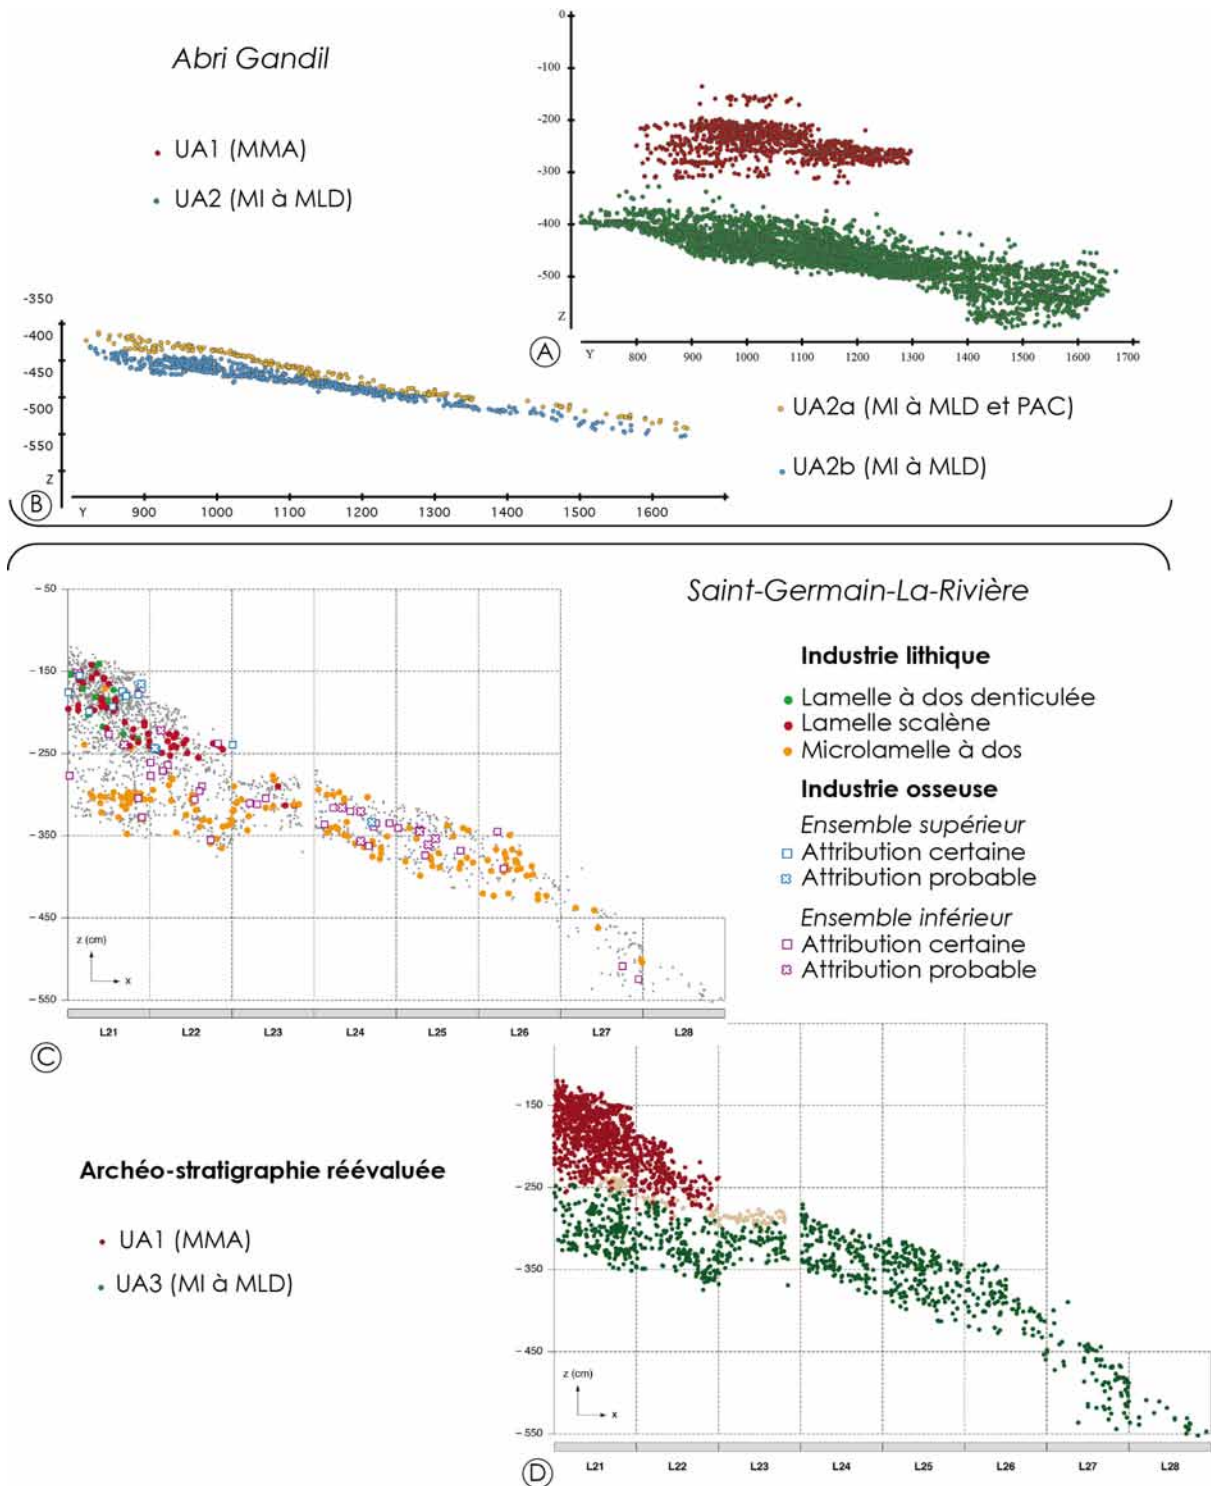 Abri Gandil
UA1 (MMA)
UA2 (MI à MLD)
0
-100
-200
-300
-400
-500
Z
Y
800
900
1000
1100
1200
1300
1400
1500
1600
1700
A
-350
-400
-450
-500
-550
Z
Y
900
1000
1100
1200
1300
1400
1500
1600
B
UA2a (MI à MLD et PAC)
UA2b (MI à MLD)
Saint-Germain-La-Rivière
- 50
- 150
- 250
- 350
- 450
- 550
z (cm)
x
L21
L22
L23
L24
L25
L26
L27
L28
C
Industrie lithique
Lamelle à dos denticulée
Lamelle scalène
Microlamelle à dos
Industrie osseuse
Ensemble supérieur
Attribution certaine
Attribution probable
Ensemble inférieur
Attribution certaine
Attribution probable
Archéo-stratigraphie réévaluée
UA1 (MMA)
UA3 (MI à MLD)
- 150
- 250
- 350
- 450
- 550
z (cm)
x
L21
L22
L23
L24
L25
L26
L27
L28
D